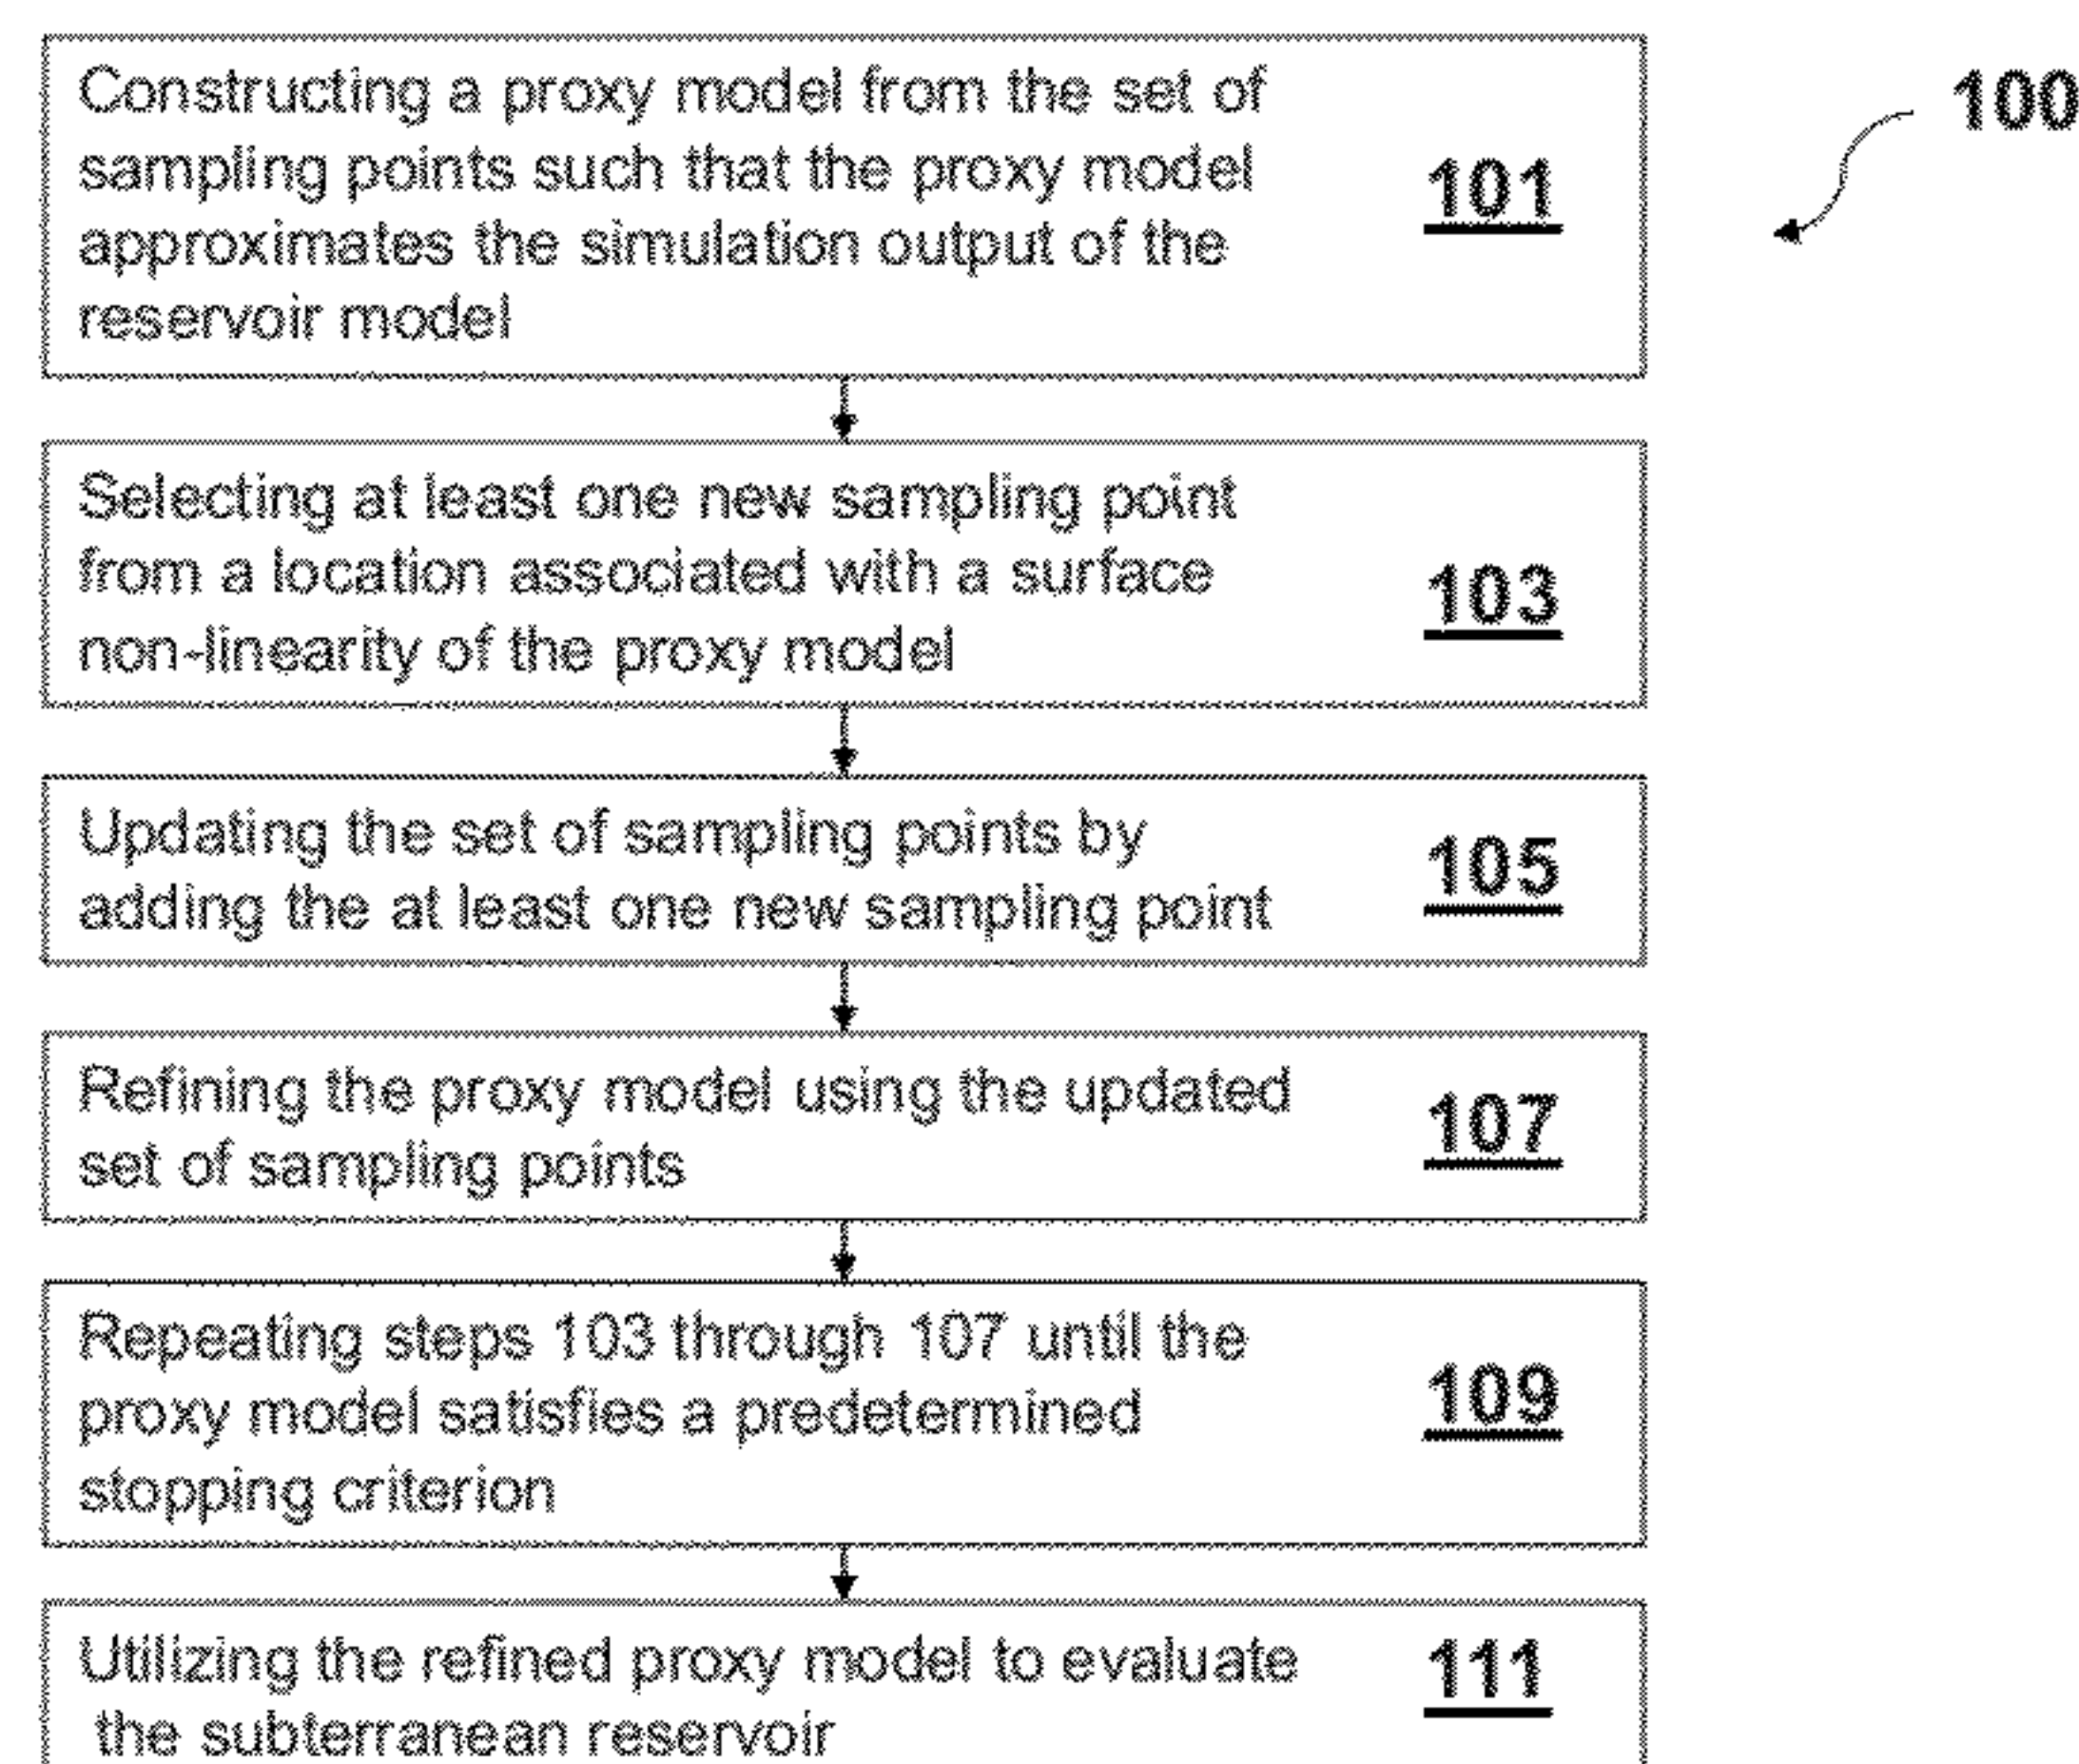 Constructing a proxy model from the set of
sampling points such that the proxy model
approximates the simulation output of the
reservoir model
101
100
Selecting at least one new sampling point
from a location associated with a surface
non-linearity of the proxy model
103
Updating the set of sampling points by
adding the at least one new sampling point
105
Refining the proxy model using the updated
set of sampling points
107
Repeating steps 103 through 107 until the
proxy model satisfies a predetermined
stopping criterion
109
Utilizing the refined proxy model to evaluate
the subterranean reservoir
111